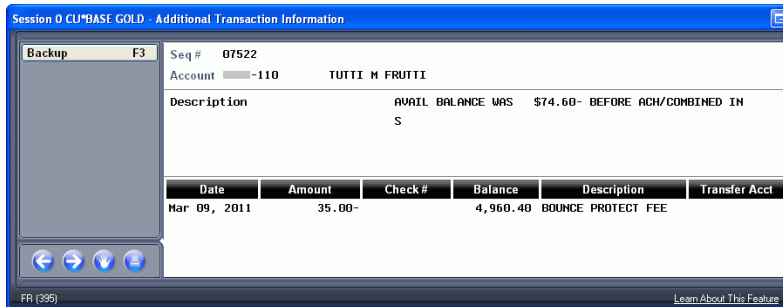 Session 0 CU*BASE GOLD - Additional Transaction Information
Backup F3
Seq # 07522
Account -110 TUTTI M FRUTTI
Description AVAIL BALANCE WAS $74.60- BEFORE ACH/COMBINED IN
S
Date Amount Check # Balance Description Transfer Acct
Mar 09, 2011 35.00- 4,960.40 BOUNCE PROTECT FEE
FR (395) Learn About This Feature